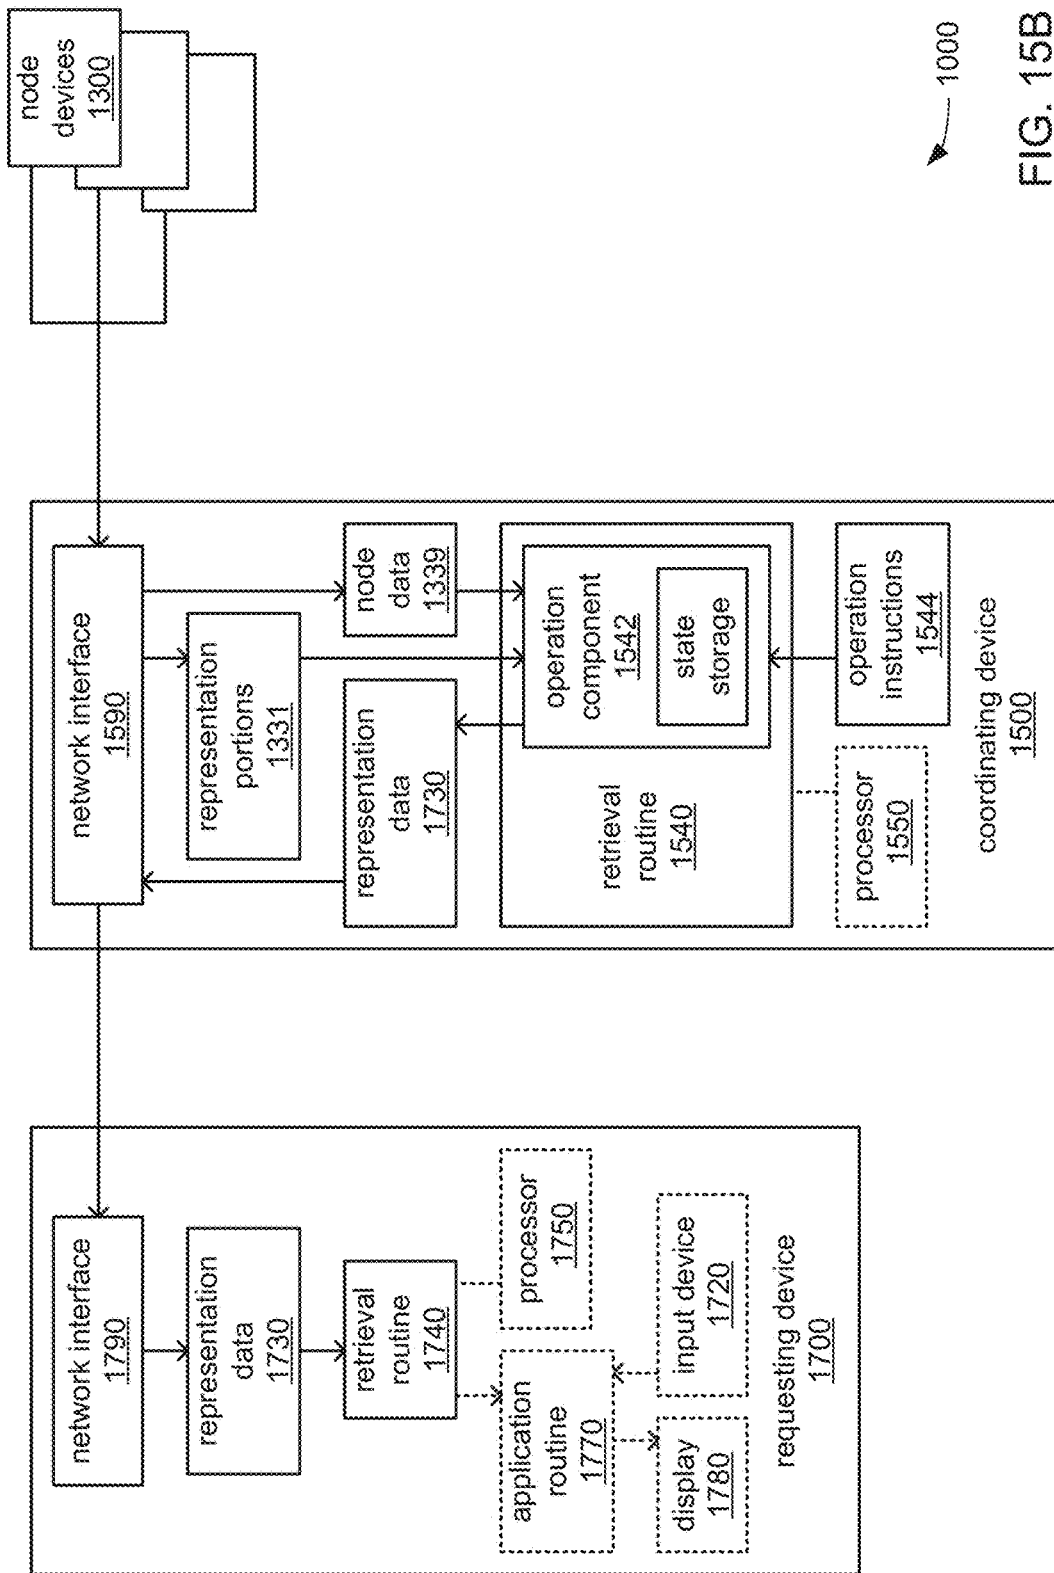 network interface
1790
representation
data
1730
retrieval
routine
1740
processor
1750
application
routine
1770
input device
1720
display
1780
requesting device
1700
network interface
1590
representation
portions
1331
node
data
1339
representation
data
1730
operation
component
1542
state
storage
retrieval
routine
1540
processor
1550
operation
instructions
1544
coordinating device
1500
node
devices
1300
1000
FIG. 15B